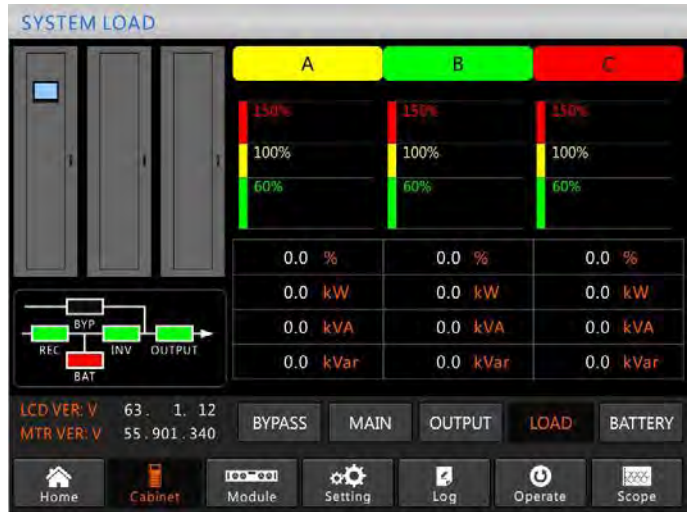 SYSTEM LOAD
A B C
150% 150% 150%
100% 100% 100%
60% 60% 60%
0.0 % 0.0 % 0.0 %
0.0 kW 0.0 kW 0.0 kW
0.0 kVA 0.0 kVA 0.0 kVA
0.0 kVar 0.0 kVar 0.0 kVar
BYP
REC INV OUTPUT
BAT
LCD VER: V 63. 1. 12
MTR VER: V 55.901.340
BYPASS MAIN OUTPUT LOAD BATTERY
Home Cabinet Module Setting Log Operate Scope